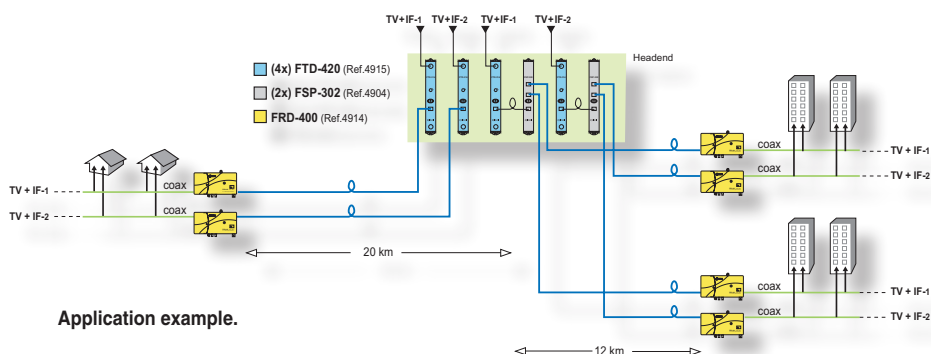 TV+IF-1 TV+IF-2 TV+IF-1 TV+IF-2
Headend
(4x) FTD-420 (Ref.4915)
(2x) FSP-302 (Ref.4904)
FRD-400 (Ref.4914)
coax
TV + IF-1
coax
TV + IF-2
TV + IF-1
coax
TV + IF-2
coax
20 km
coax
TV + IF-1
coax
TV + IF-2
Application example.
12 km